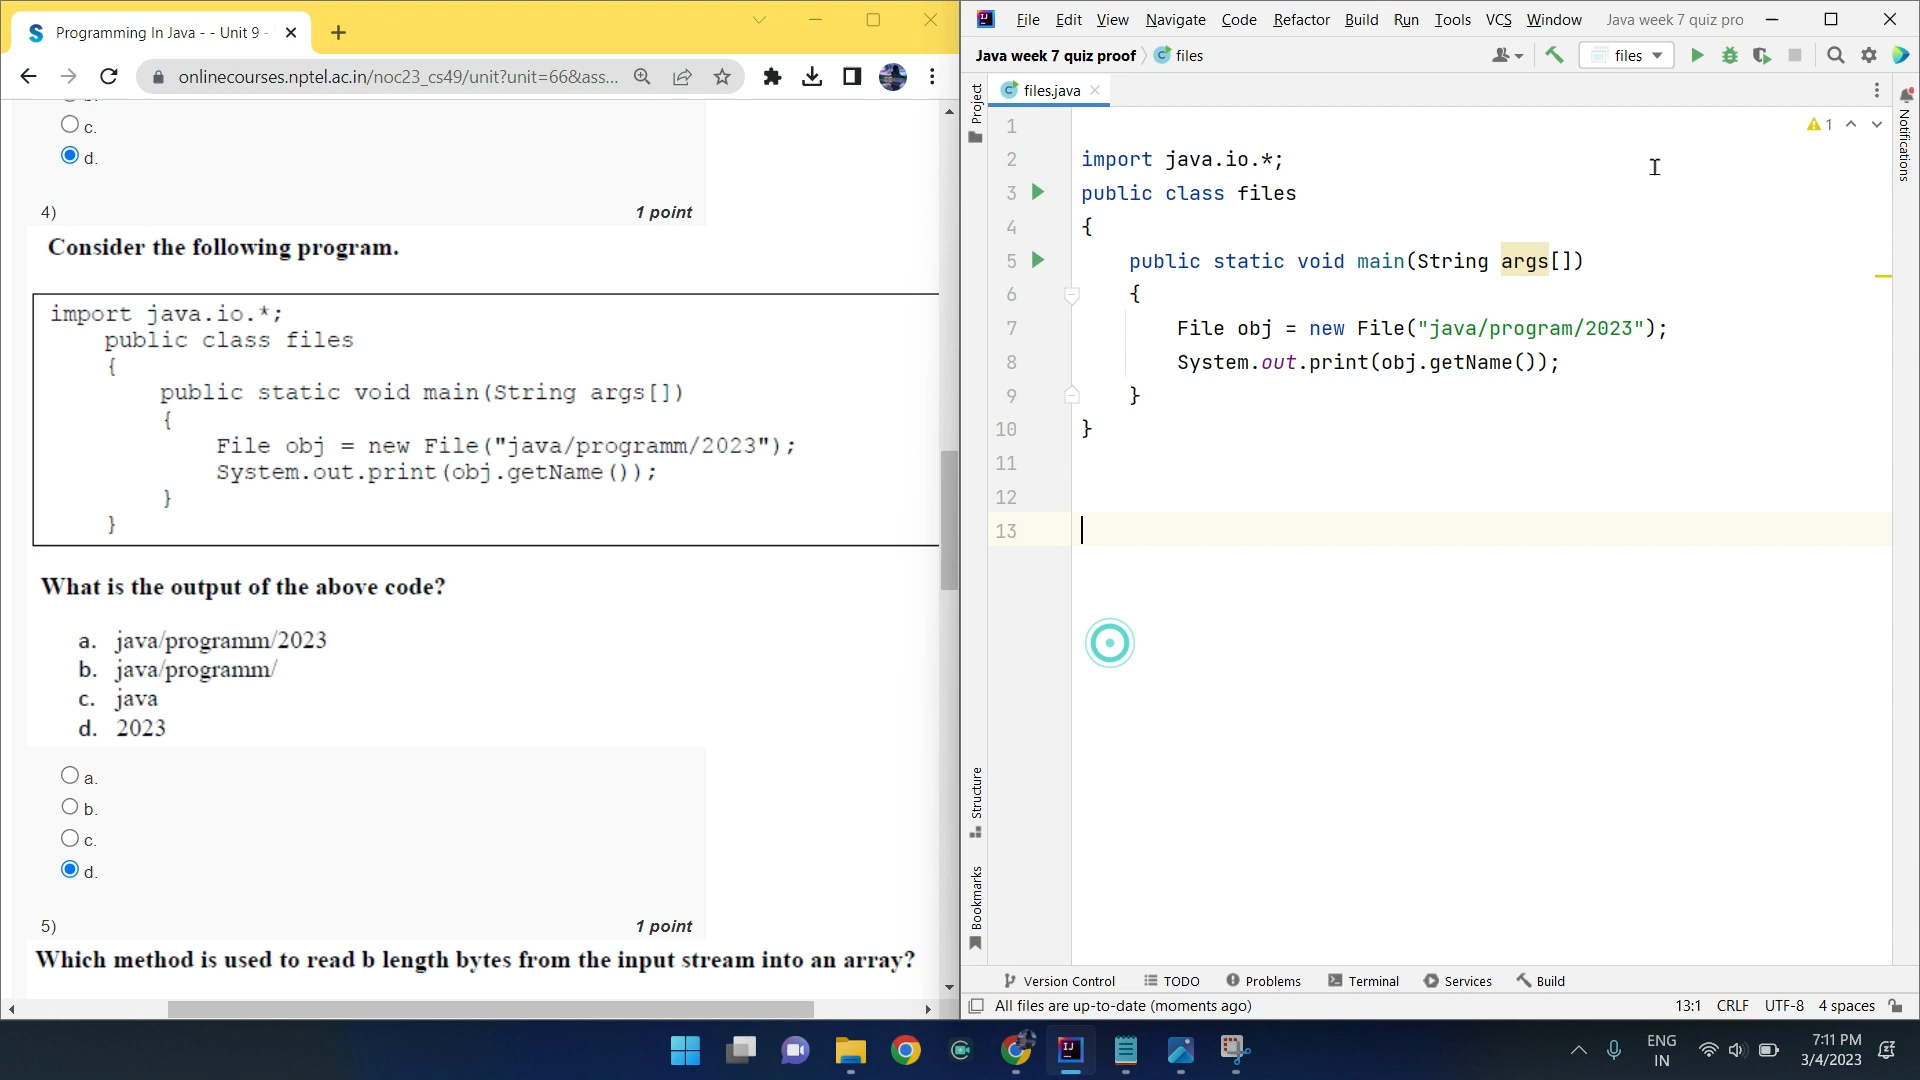 Programming In Java - - Unit 9 -
onlinecourses.nptel.ac.in/noc23_cs49/unit?unit=66&ass...
c.
d.
4)
1 point
Consider the following program.
import java.io.*;
public class files
{
public static void main(String args[])
{
File obj = new File("java/programm/2023");
System.out.print(obj.getName());
}
}
What is the output of the above code?
a. java/programm/2023
b. java/programm/
c. java
d. 2023
a.
b.
c.
d.
5)
1 point
Which method is used to read b length bytes from the input stream into an array?
File Edit View Navigate Code Refactor Build Run Tools VCS Window Java week 7 quiz pro
Java week 7 quiz proof files
files
Project
files.java
Notifications
1
1
2 import java.io.*;
3 public class files
4 {
5 public static void main(String args[])
6 {
7 File obj = new File("java/program/2023");
8 System.out.print(obj.getName());
9 }
10 }
11
12
13
Structure
Bookmarks
Version Control TODO Problems Terminal Services Build
All files are up-to-date (moments ago)
13:1 CRLF UTF-8 4 spaces
ENG
IN
7:11 PM
3/4/2023